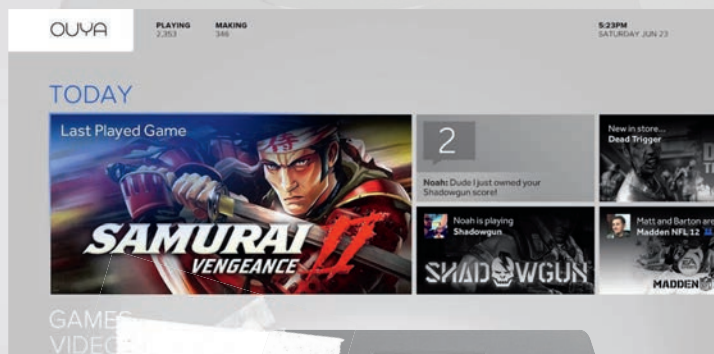 OUYA
PLAYING
2,353
MAKING
346
5:23PM
SATURDAY JUN 23
TODAY
Last Played Game
SAMURAI II
VENGEANCE
2
Noah: Dude I just owned your
Shadowgun score!
New in store...
Dead Trigger
Noah is playing
Shadowgun
SHADOWGUN
Matt and Barton are
Madden NFL 12
EA
MADDEN NFL
GAMES
VIDEO